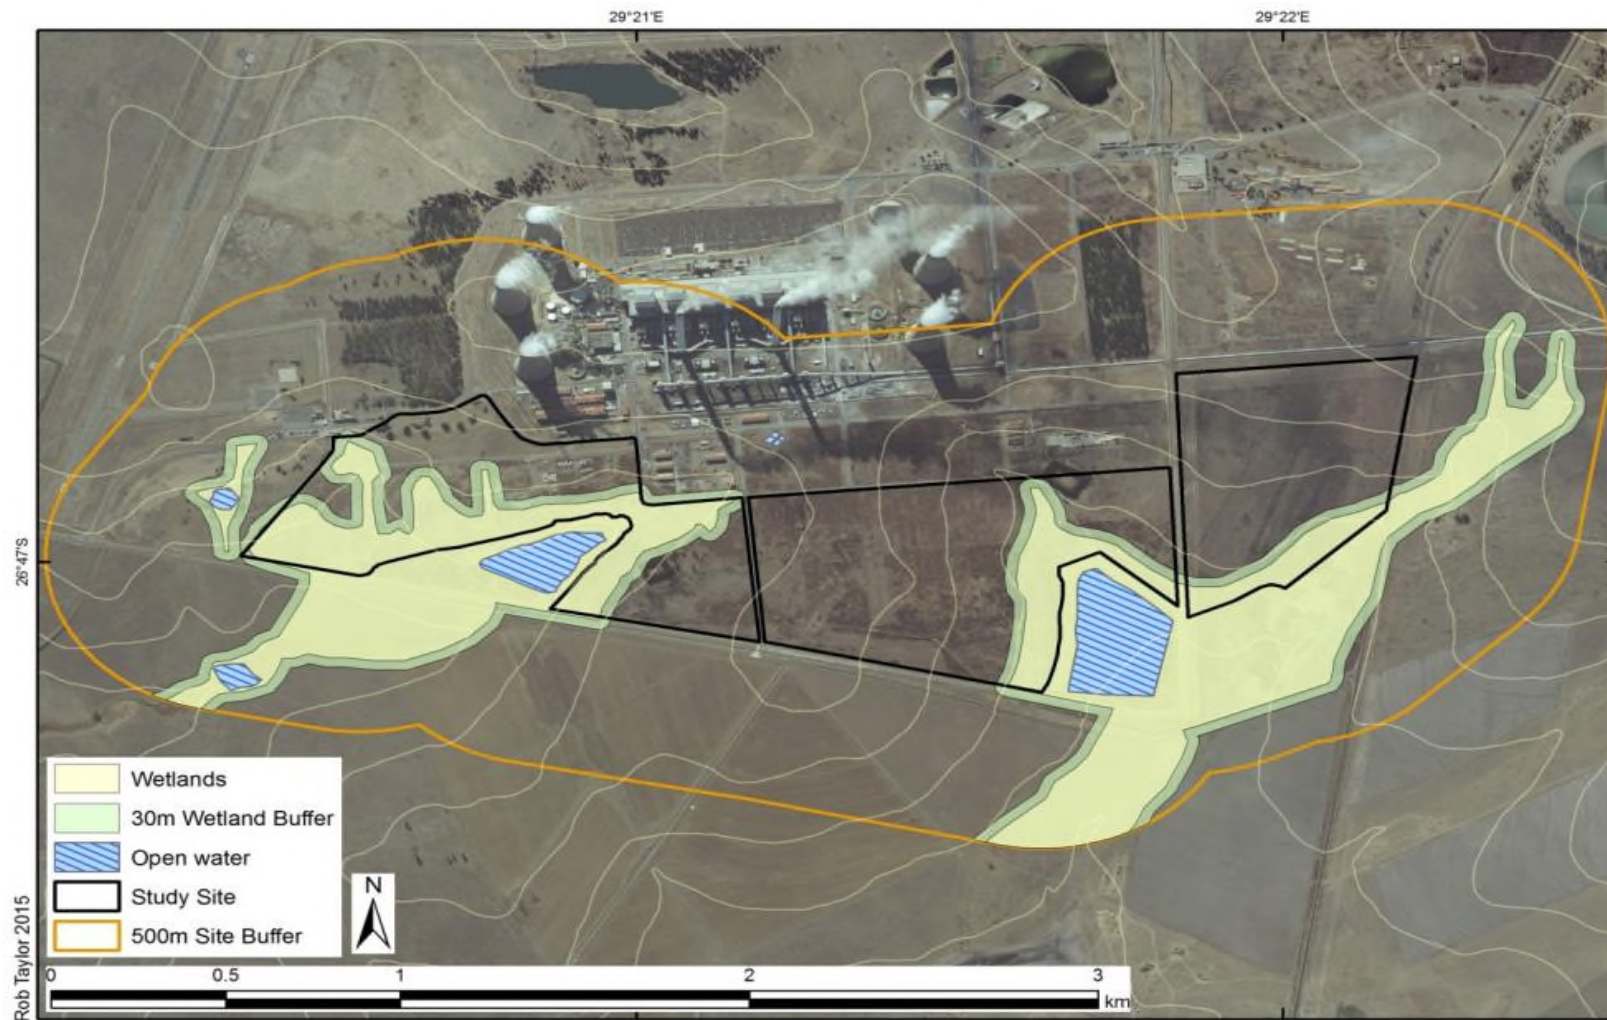 29°21'E
29°22'E
26°47'S
Wetlands
30m Wetland Buffer
Open water
Study Site
500m Site Buffer
N
Rob Taylor 2015
0 0.5 1 2 3
km